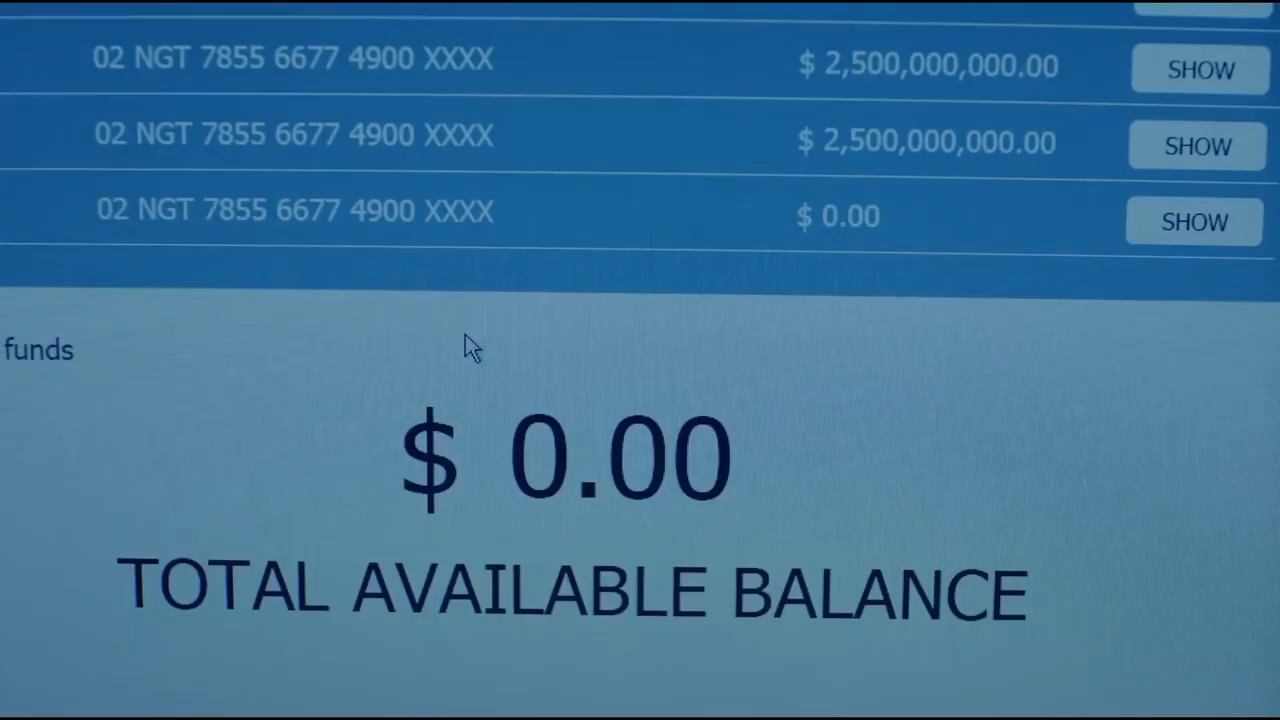 02 NGT 7855 6677 4900 XXXX $ 2,500,000,000.00 SHOW
02 NGT 7855 6677 4900 XXXX $ 2,500,000,000.00 SHOW
02 NGT 7855 6677 4900 XXXX $ 0.00 SHOW
funds
$ 0.00
TOTAL AVAILABLE BALANCE